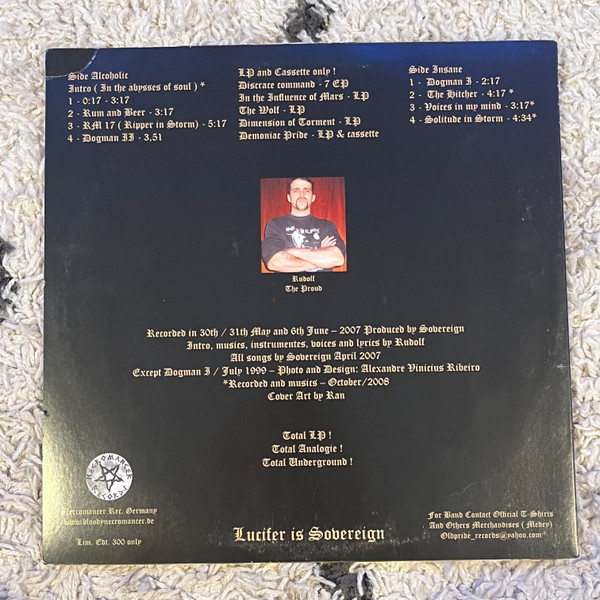 Side Alcoholic
Intro ( In the abysses of soul ) *
1 - 0:17 - 3:17
2 - Rum and Beer - 3:17
3 - RM 17 ( Ripper in Storm) - 5:17
4 - Dogman II - 3,51
LP and Cassette only !
Discrace command - 7 EP
In the Influence of Mars - LP
The Wolf - LP
Dimension of Torment - LP
Demoniac Pride - LP & cassette
Side Insane
1 - Dogman I - 2:17
2 - The Hitcher - 4:17 *
3 - Voices in my mind - 3:17*
4 - Solitude in Storm - 4:34*
Rudolf
The Proud
Recorded in 30th / 31th May and 6th June – 2007 Produced by Sovereign
Intro, musics, instrumentes, voices and lyrics by Rudolf
All songs by Sovereign April 2007
Except Dogman I / July 1999 – Photo and Design: Alexandre Vinicius Ribeiro
*Recorded and musics – October/2008
Cover Art by Ran
Total LP !
Total Analogie !
Total Underground !
NECROMANCER RECORDS
Necromancer Rec. Germany
www.bloodynecromancer.de
Lim. Edt. 300 only
Lucifer is Sovereign
For Band Contact Official T-Shirts
And Others Merchandises ( Medey)
Oldpride_records@yahoo.com